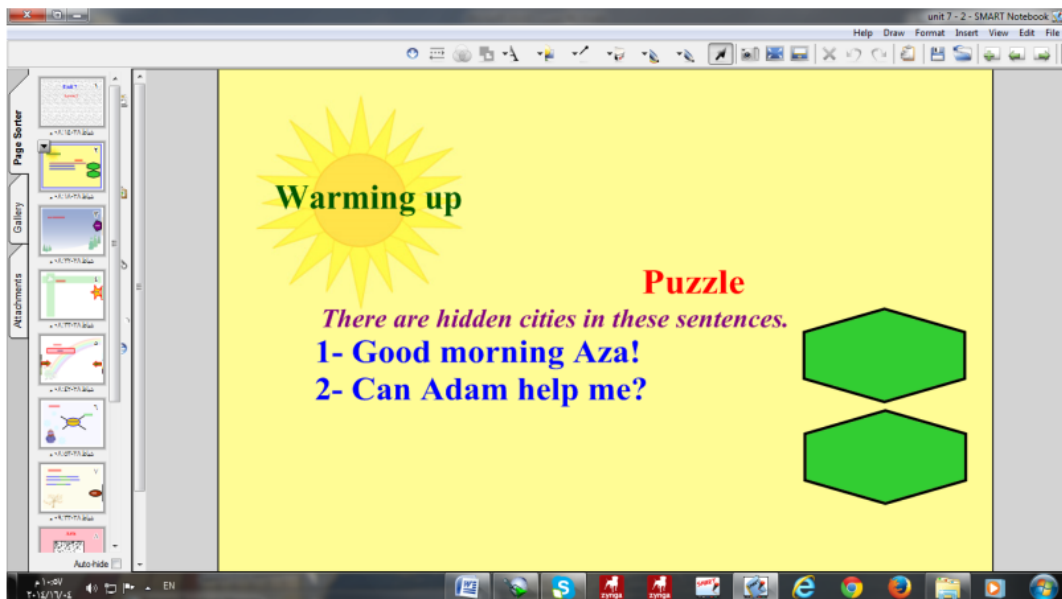 unit 7 - 2 - SMART Notebook
Help Draw Format Insert View Edit File
Page Sorter
Gallery
Attachments
Warming up
Puzzle
There are hidden cities in these sentences.
1- Good morning Aza!
2- Can Adam help me?
Auto-hide
EN
zynga
zynga